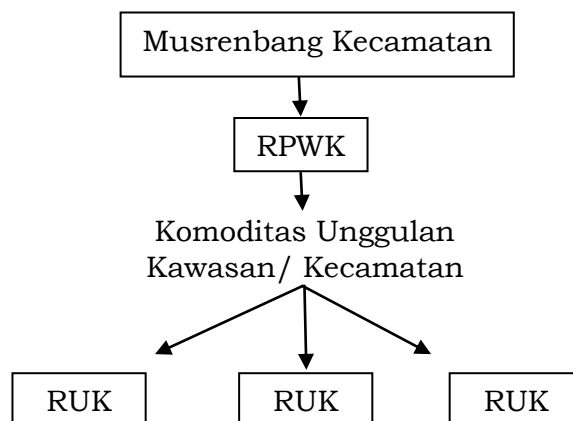 Musrenbang Kecamatan
RPWK
Komoditas Unggulan
Kawasan/ Kecamatan
RUK RUK RUK